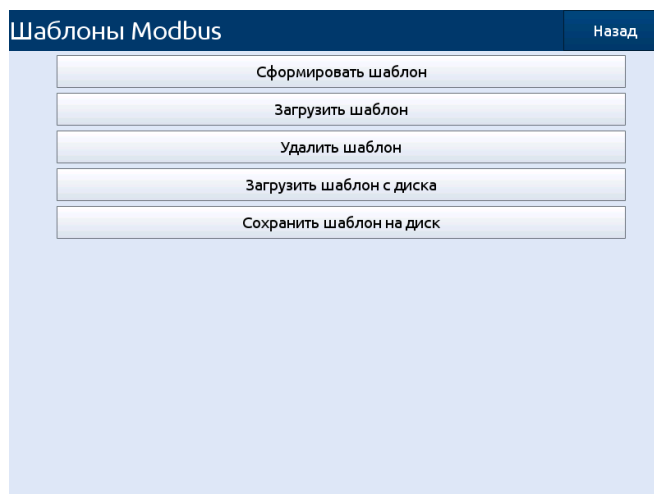 Шаблоны Modbus
Назад
Сформировать шаблон
Загрузить шаблон
Удалить шаблон
Загрузить шаблон с диска
Сохранить шаблон на диск